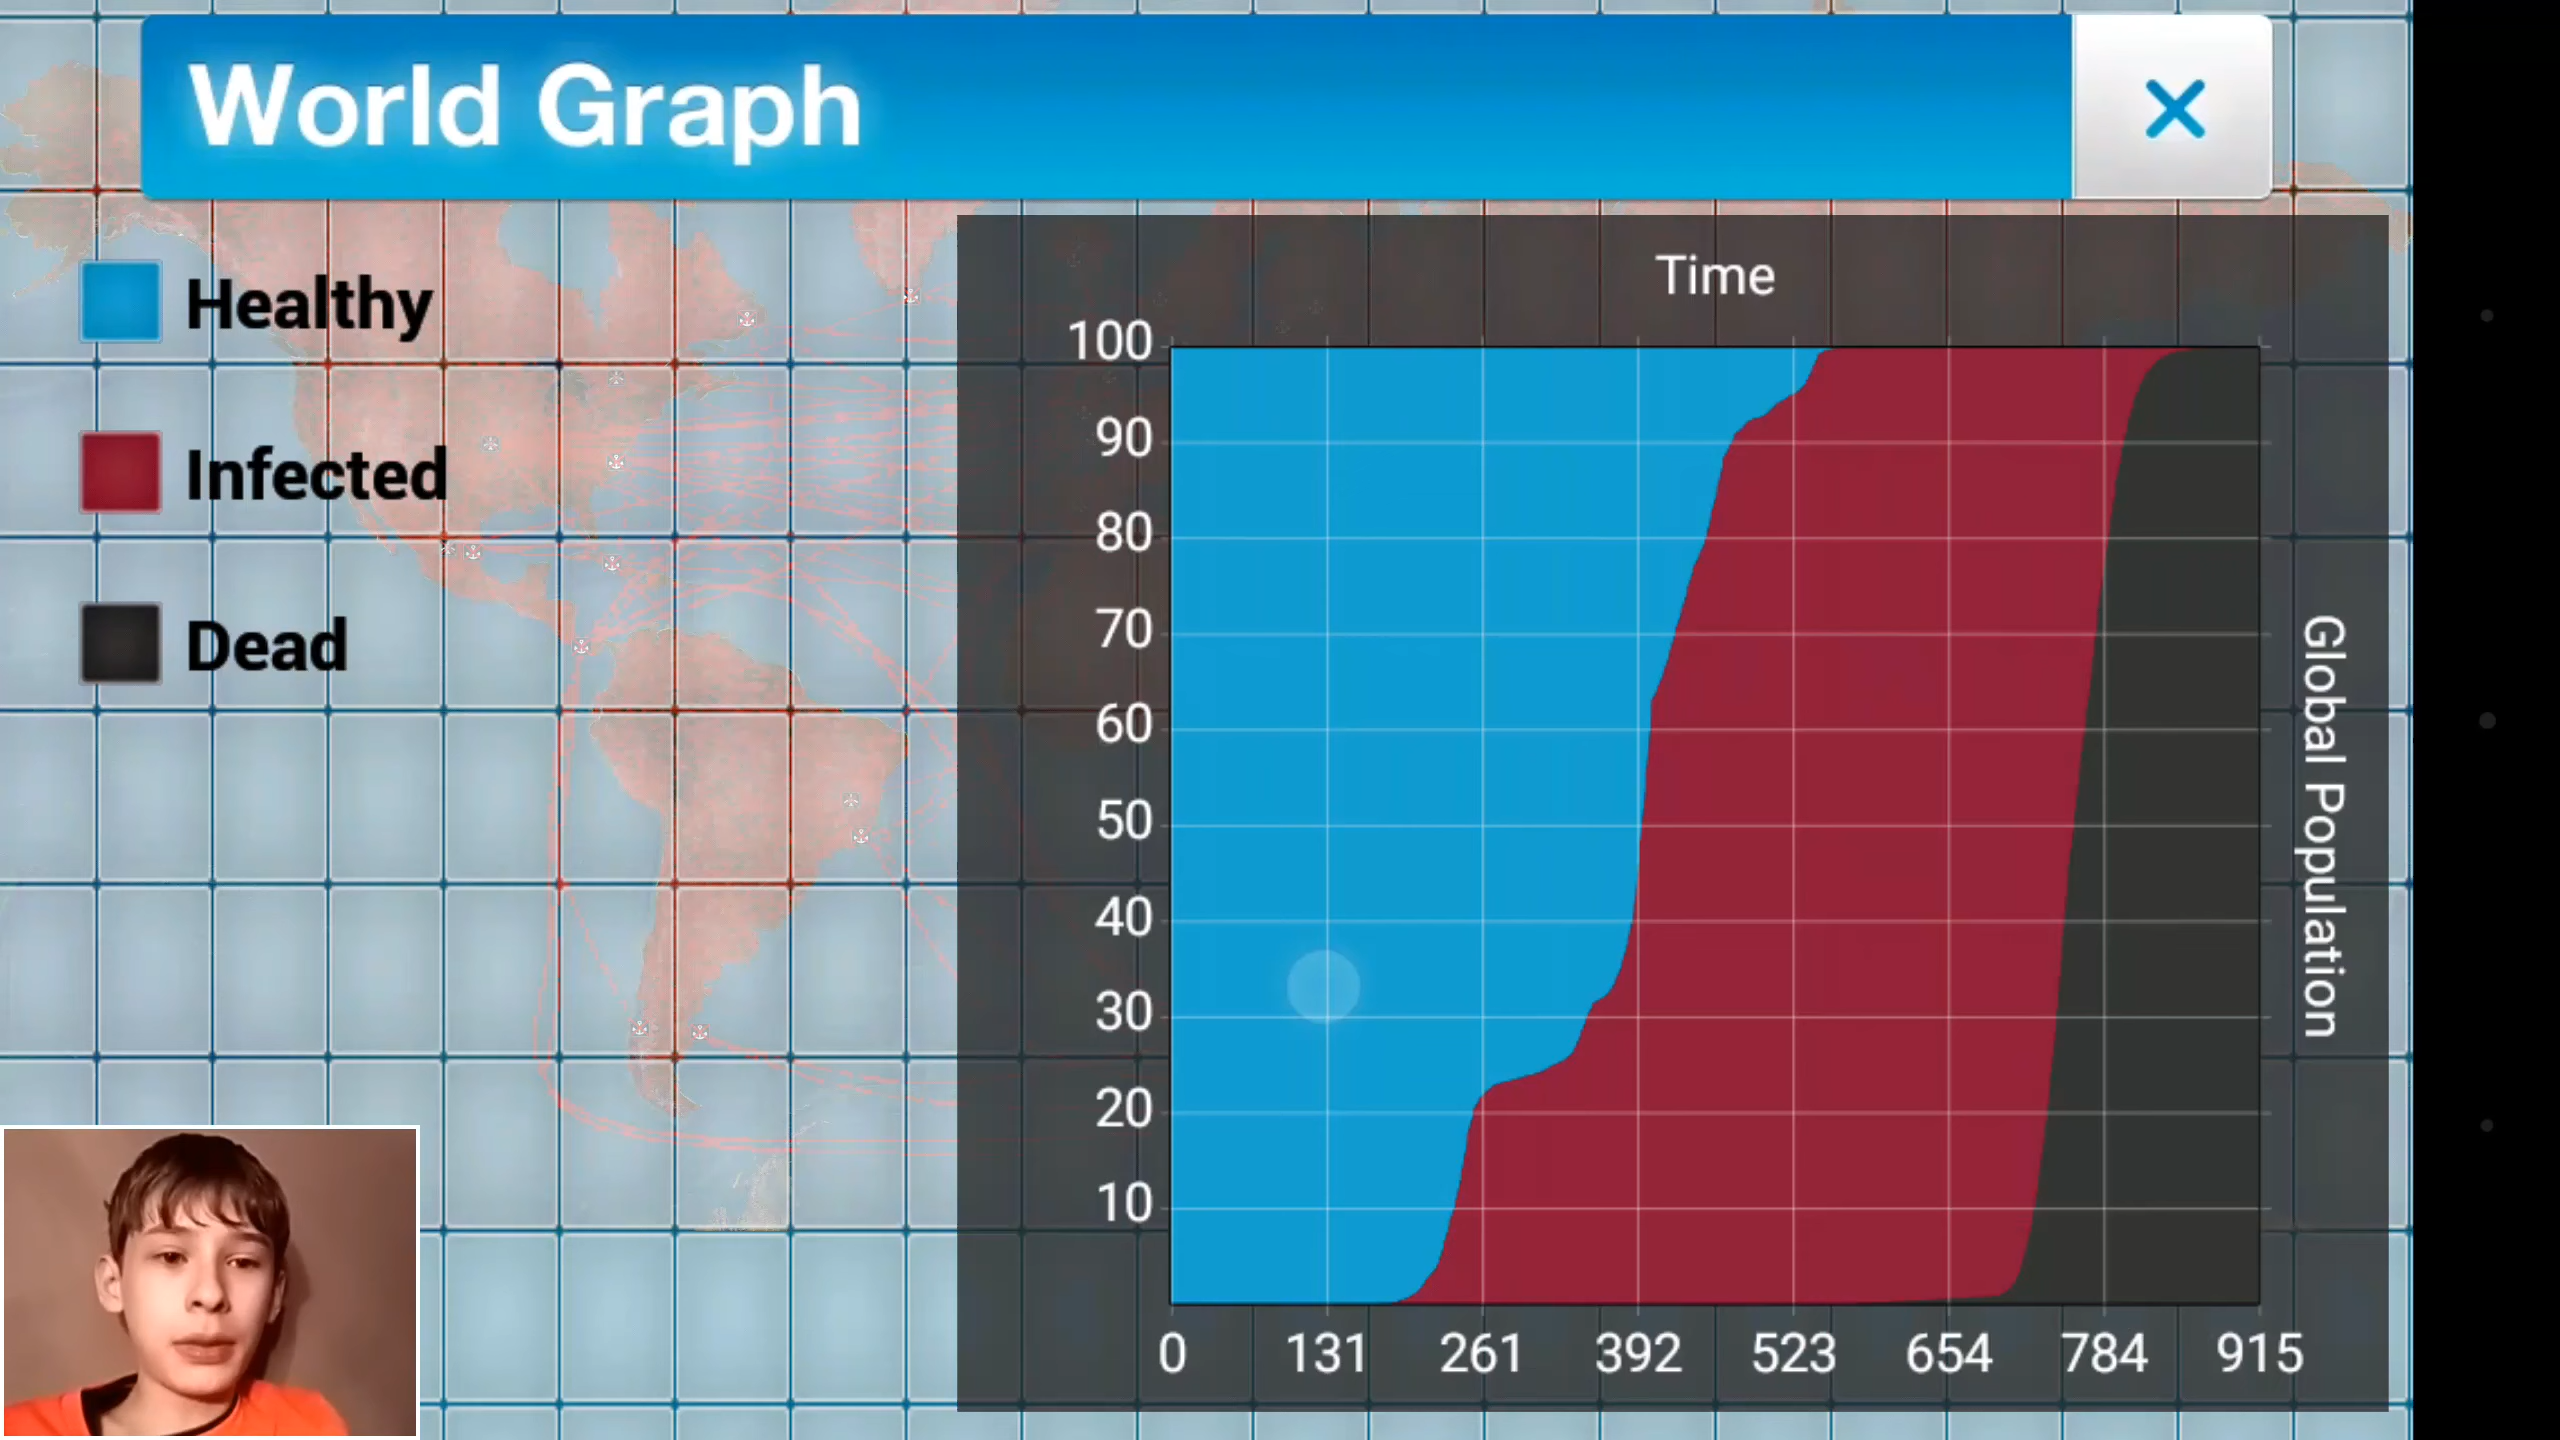 World Graph
Healthy
Infected
Dead
Time
100
90
80
70
60
50
40
30
20
10
0 131 261 392 523 654 784 915
Global Population